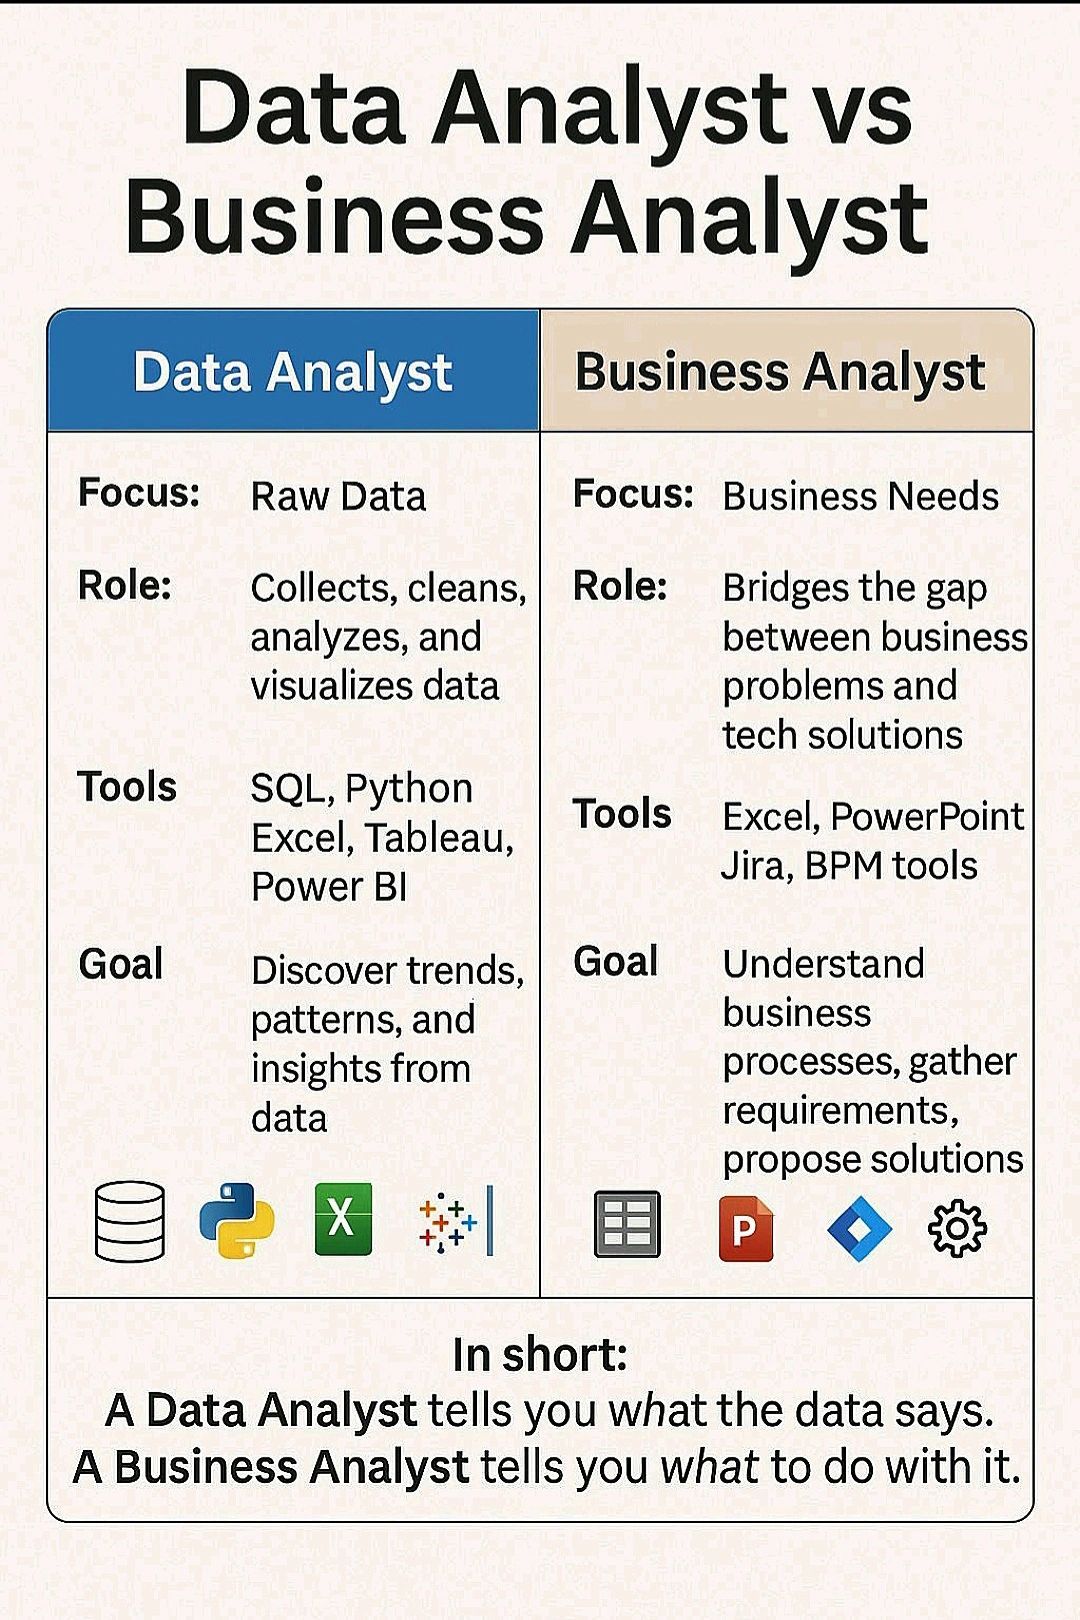 Data Analyst vs
Business Analyst
Data Analyst
Focus: Raw Data
Role: Collects, cleans,
analyzes, and
visualizes data
Tools SQL, Python
Excel, Tableau,
Power BI
Goal Discover trends,
patterns, and
insights from
data
X
Business Analyst
Focus: Business Needs
Role: Bridges the gap
between business
problems and
tech solutions
Tools Excel, PowerPoint
Jira, BPM tools
Goal Understand
business
processes, gather
requirements,
propose solutions
P
In short:
A Data Analyst tells you what the data says.
A Business Analyst tells you what to do with it.